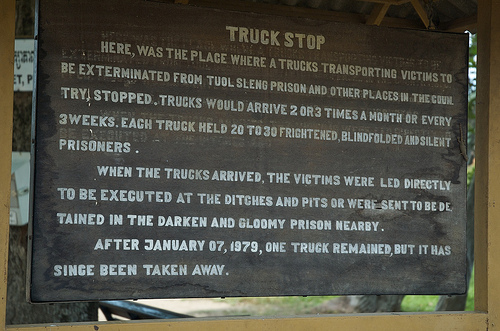 TRUCK STOP
HERE, WAS THE PLACE WHERE A TRUCKS TRANSPORTING VICTIMS TO
BE EXTERMINATED FROM TUOL SLENG PRISON AND OTHER PLACES IN THE COUN
TRY, STOPPED. TRUCKS WOULD ARRIVE 2 OR 3 TIMES A MONTH OR EVERY
3 WEEKS. EACH TRUCK HELD 20 TO 30 FRIGHTENED, BLINDFOLDED AND SILENT
PRISONERS.
WHEN THE TRUCKS ARRIVED, THE VICTIMS WERE LED DIRECTLY
TO BE EXECUTED AT THE DITCHES AND PITS OR WERE SENT TO BE DE
TAINED IN THE DARKEN AND GLOOMY PRISON NEARBY.
AFTER JANUARY 07, 1979, ONE TRUCK REMAINED, BUT IT HAS
SINGE BEEN TAKEN AWAY.